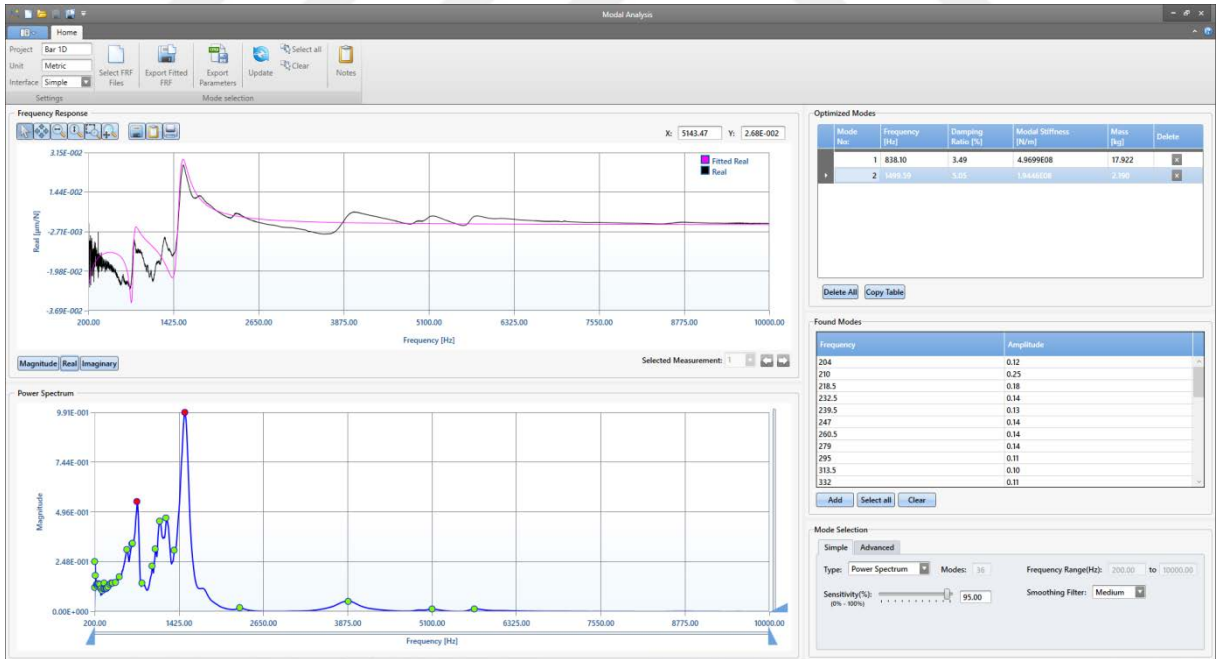 Modal Analysis
Home
Project Bar 1D
Unit Metric
Interface Simple
Select FRF Files
Export Fitted FRF
Export Parameters
Update
Select all
Clear
Notes
Settings
Mode selection
Frequency Response
X: 5143.47 Y: 2.68E-002
3.15E-002
1.44E-002
-2.71E-003
-1.98E-002
-3.69E-002
Real [µm/N]
Fitted Real
Real
200.00 1425.00 2650.00 3875.00 5100.00 6325.00 7550.00 8775.00 10000.00
Frequency [Hz]
Magnitude Real Imaginary
Selected Measurement: 1
Power Spectrum
9.91E-001
7.44E-001
4.96E-001
2.48E-001
0.00E+000
Magnitude
200.00 1425.00 2650.00 3875.00 5100.00 6325.00 7550.00 8775.00 10000.00
Frequency [Hz]
Optimized Modes
Mode No: Frequency [Hz] Damping Ratio [%] Modal Stiffness [N/m] Mass [kg] Delete
1 838.10 3.49 4.9699E08 17.922
2 1499.59 5.05 1.9446E08 2.190
Delete All Copy Table
Found Modes
Frequency Amplitude
204 0.12
210 0.25
218.5 0.18
232.5 0.14
239.5 0.13
247 0.14
260.5 0.14
279 0.14
295 0.11
313.5 0.10
332 0.11
Add Select all Clear
Mode Selection
Simple Advanced
Type: Power Spectrum Modes: 36 Frequency Range(Hz): 200.00 to 10000.00
Sensitivity(%): 95.00 Smoothing Filter: Medium
(0% - 100%)